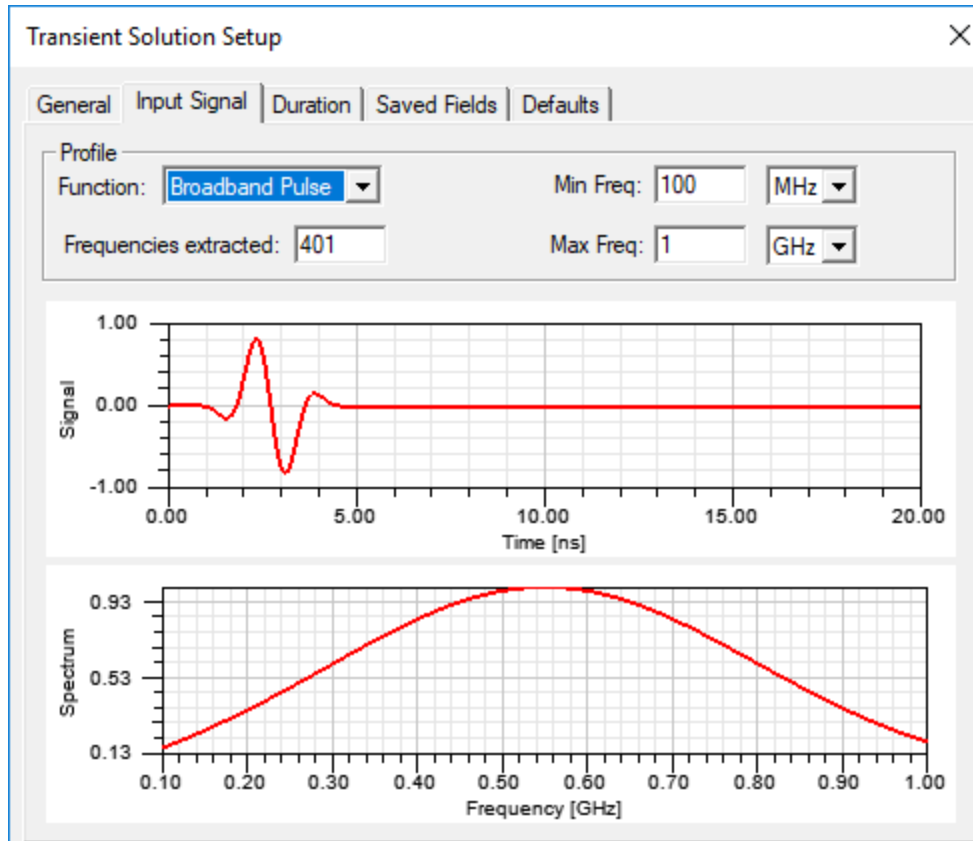 Transient Solution Setup
General Input Signal Duration Saved Fields Defaults
Profile
Function: Broadband Pulse Min Freq: 100 MHz
Frequencies extracted: 401 Max Freq: 1 GHz
1.00
0.00
-1.00
Signal
0.00 5.00 10.00 15.00 20.00
Time [ns]
0.93
0.53
0.13
Spectrum
0.10 0.20 0.30 0.40 0.50 0.60 0.70 0.80 0.90 1.00
Frequency [GHz]